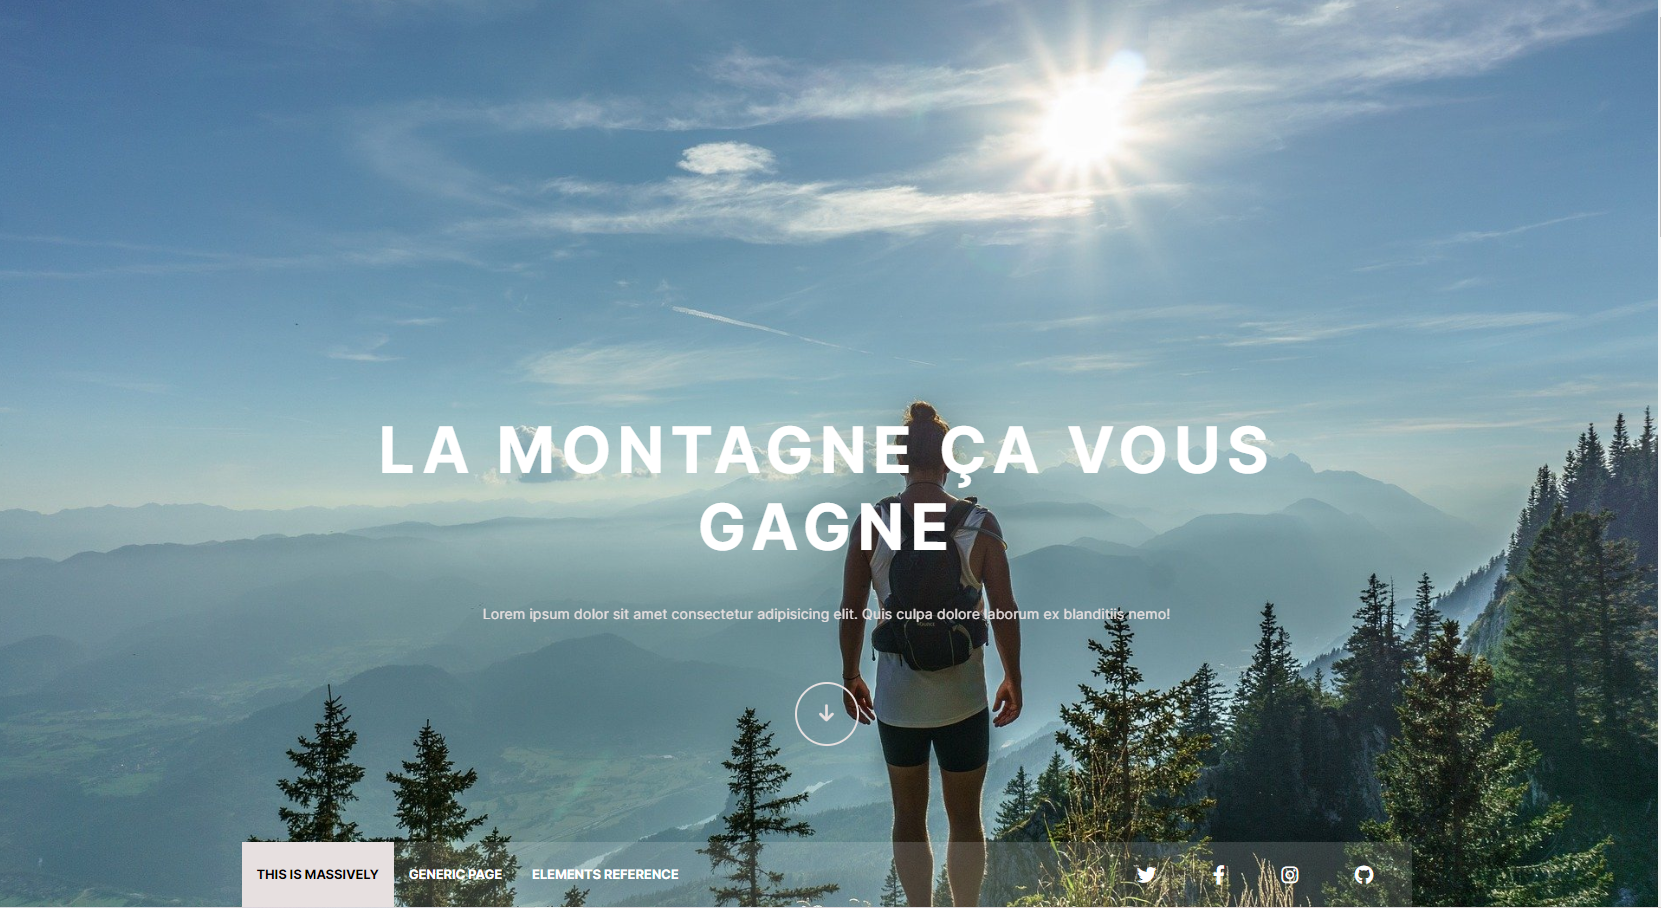 LA MONTAGNE ÇA VOUS
GAGNE
Lorem ipsum dolor sit amet consectetur adipisicing elit. Quis culpa dolore laborum ex blanditiis nemo!
THIS IS MASSIVELY GENERIC PAGE ELEMENTS REFERENCE